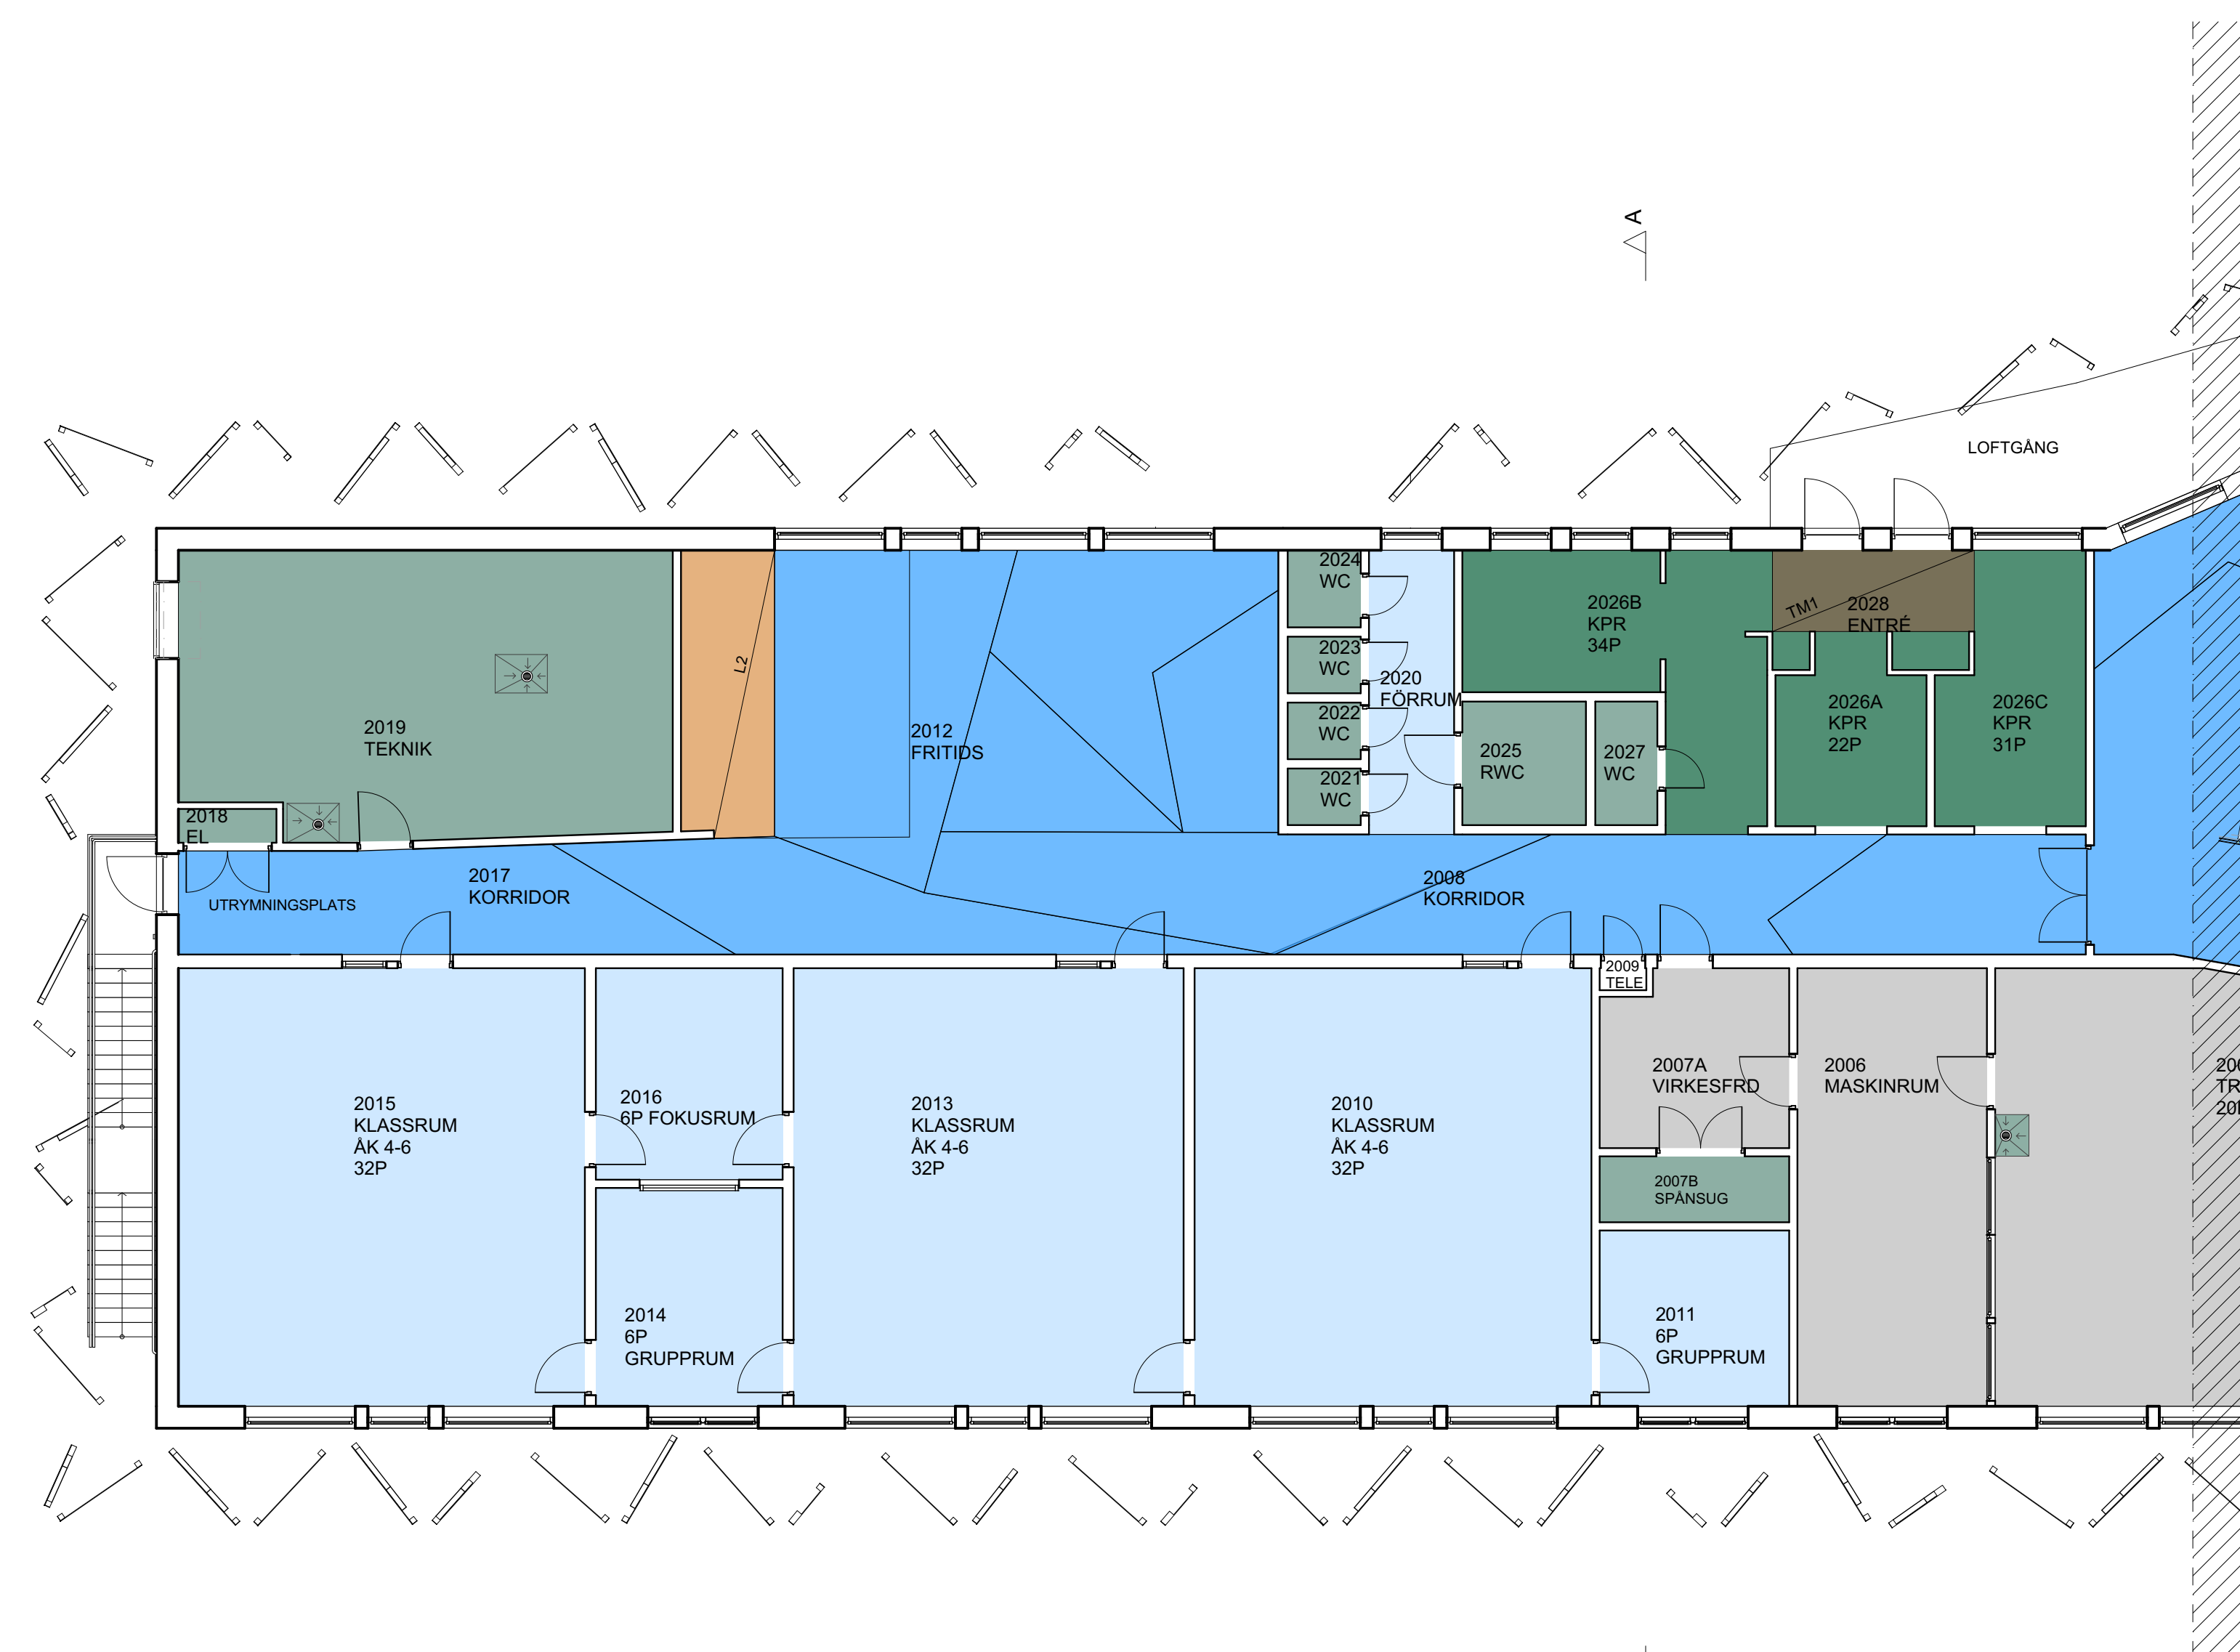 A
LOFTGÅNG
2024
WC
2023
WC
2022
WC
2021
WC
2020
FÖRRUM
2026B
KPR
34P
TM1
2028
ENTRÉ
2026A
KPR
22P
2026C
KPR
31P
2025
RWC
2027
WC
L2
2012
FRITIDS
2019
TEKNIK
2018
EL
UTRYMNINGSPLATS
2017
KORRIDOR
2008
KORRIDOR
2009
TELE
2015
KLASSRUM
ÅK 4-6
32P
2016
6P FOKUSRUM
2013
KLASSRUM
ÅK 4-6
32P
2010
KLASSRUM
ÅK 4-6
32P
2007A
VIRKESFRD
2006
MASKINRUM
2007B
SPÅNSUG
2014
6P
GRUPPRUM
2011
6P
GRUPPRUM